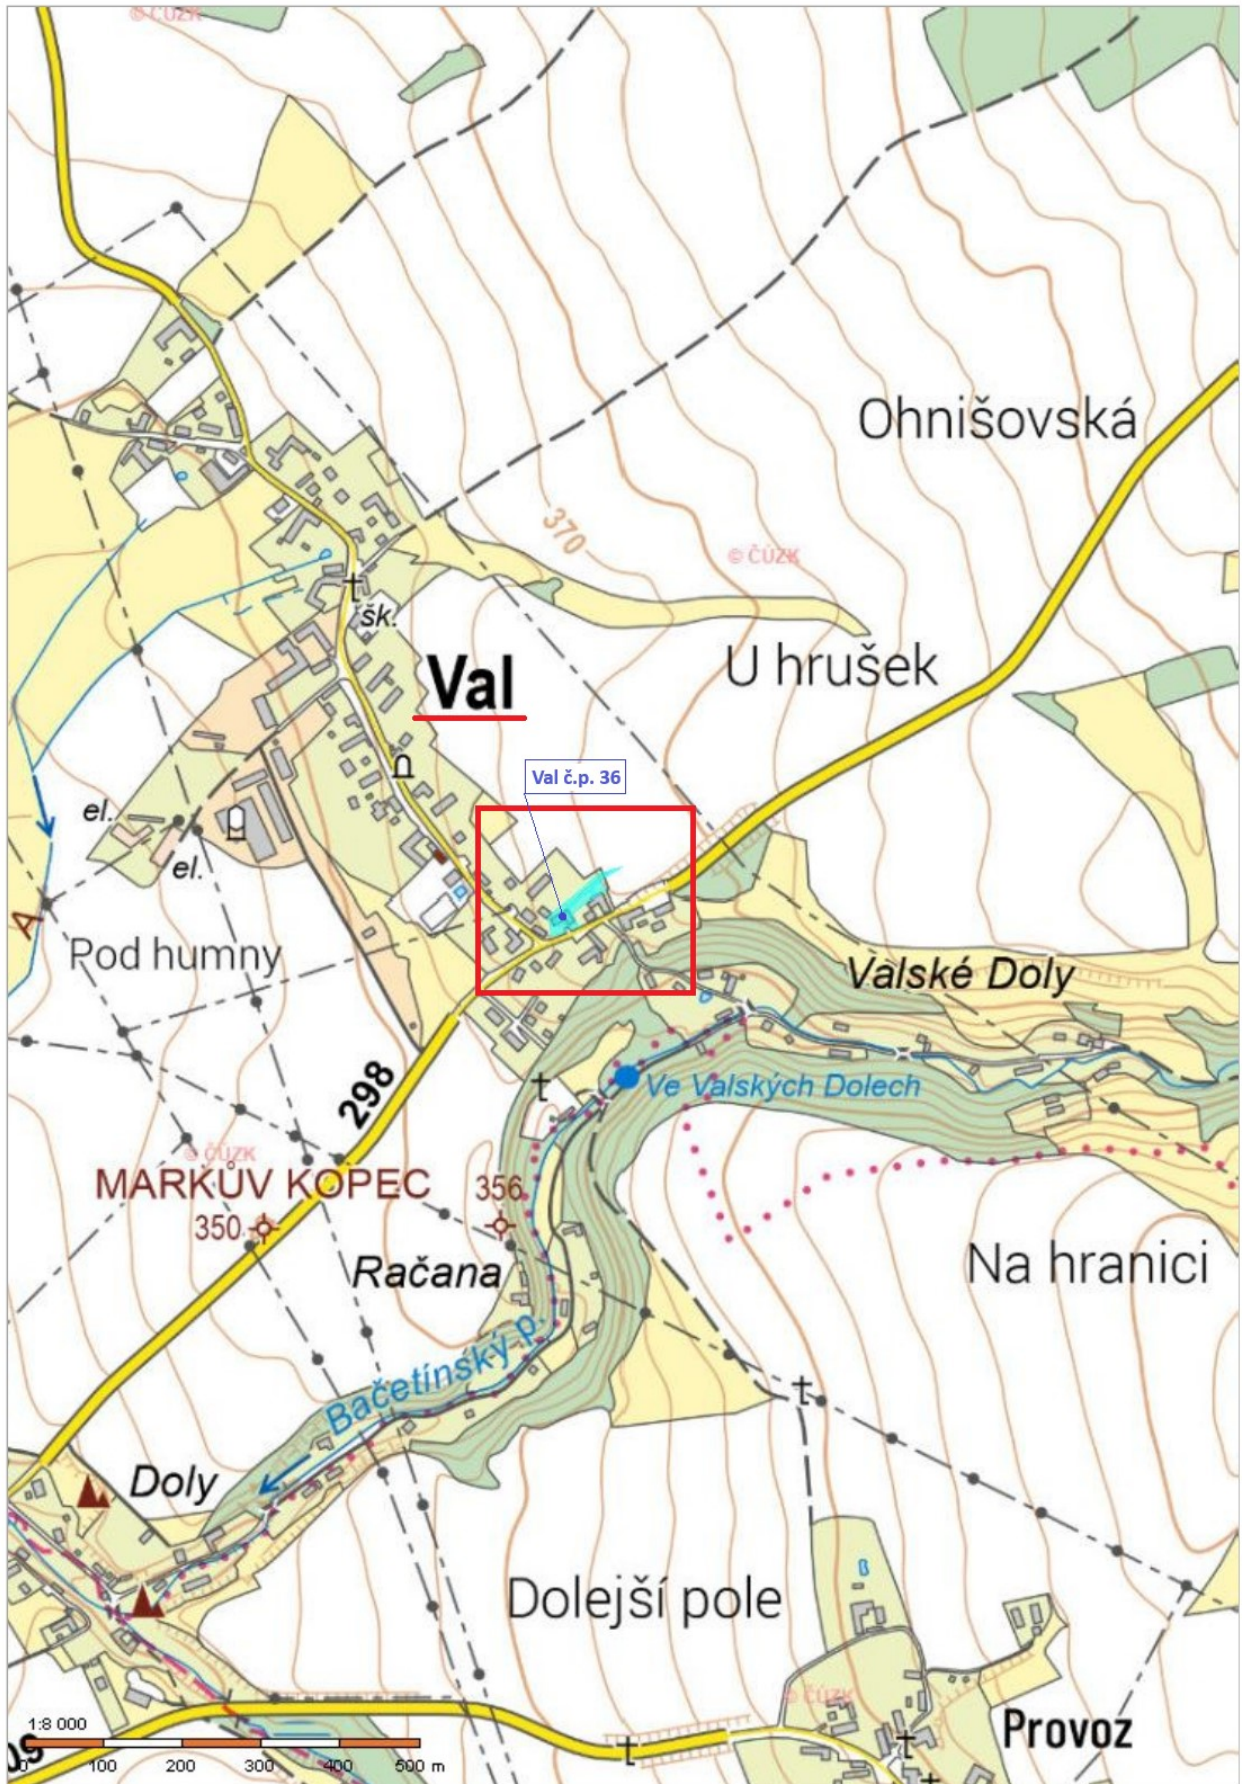 © ČÚZK
Ohnišovská
370
© ČÚZK
šk.
U hrušek
Val
Val č.p. 36
el.
el.
A
Pod humny
Valské Doly
298
Ve Valských Dolech
© ČÚZK
MARKŮV KOPEC
356
350
Na hranici
Račana
Bačetínský p.
Doly
Dolejší pole
© ČÚZK
Provoz
1:8 000
09
0 100 200 300 400 500 m